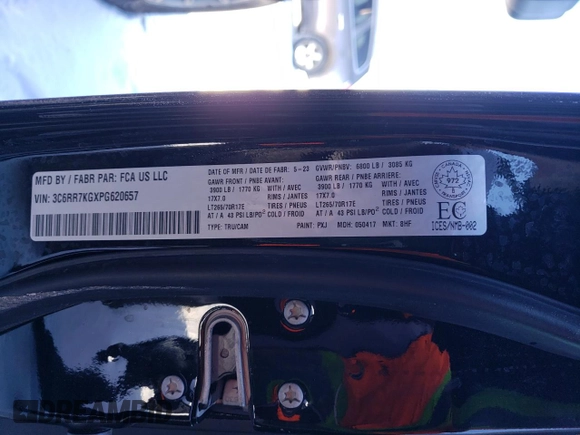 MFD BY / FABR PAR: FCA US LLC
VIN: 3C6RR7KGXPG620657
DATE OF MFR / DATE DE FABR: 5-23 GVWR/PNBV: 6800 LB / 3085 KG
GAWR FRONT / PNBE AVANT: GAWR REAR / PNBE ARRIERE:
3900 LB / 1770 KG WITH / AVEC 3900 LB / 1770 KG WITH / AVEC
17X7.0 RIMS / JANTES 17X7.0 RIMS / JANTES
LT265/70R17E TIRES / PNEUS LT265/70R17E TIRES / PNEUS
AT / A 43 PSI LB/PO² COLD / FROID AT / A 43 PSI LB/PO² COLD / FROID
TYPE: TRU/CAM PAINT: PXJ MDH: 050417 MKT: 8HF
CANADA
972
EC
ICES/NMB-002